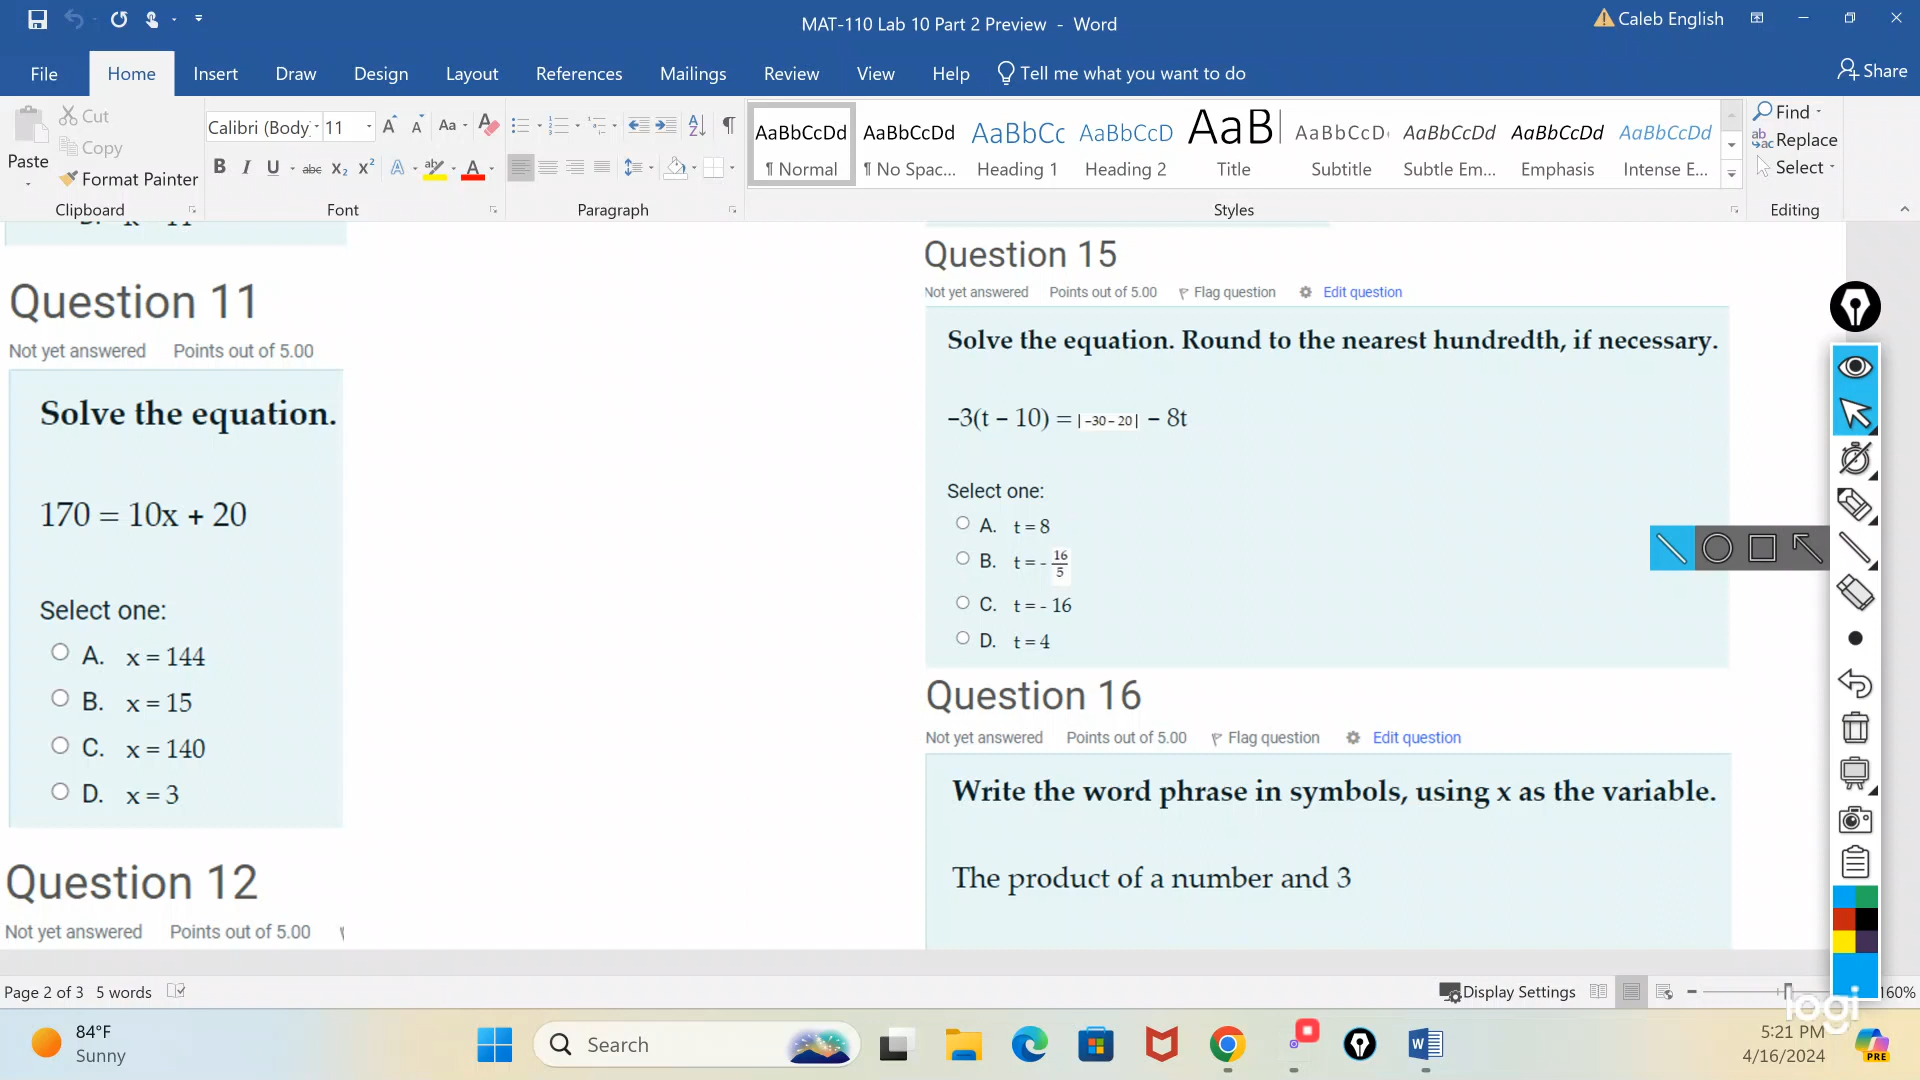 MAT-110 Lab 10 Part 2 Preview - Word
Caleb English
File Home Insert Draw Design Layout References Mailings Review View Help Tell me what you want to do
Share
Paste
Cut
Copy
Format Painter
Clipboard
Calibri (Body) 11
Font
Paragraph
AaBbCcDd AaBbCcDd AaBbCc AaBbCcD AaB AaBbCcD AaBbCcDd AaBbCcDd AaBbCcDd
¶ Normal ¶ No Spac... Heading 1 Heading 2 Title Subtitle Subtle Em... Emphasis Intense E...
Styles
Find
Replace
Select
Editing
Question 11
Not yet answered Points out of 5.00
Solve the equation.
170 = 10x + 20
Select one:
A. x = 144
B. x = 15
C. x = 140
D. x = 3
Question 12
Not yet answered Points out of 5.00
Question 15
Not yet answered Points out of 5.00 Flag question Edit question
Solve the equation. Round to the nearest hundredth, if necessary.
–3(t – 10) = |–30 – 20| – 8t
Select one:
A. t = 8
B. t = - 16/5
C. t = - 16
D. t = 4
Question 16
Not yet answered Points out of 5.00 Flag question Edit question
Write the word phrase in symbols, using x as the variable.
The product of a number and 3
Page 2 of 3 5 words
Display Settings
160%
logi
84°F
Sunny
Search
5:21 PM
4/16/2024
PRE